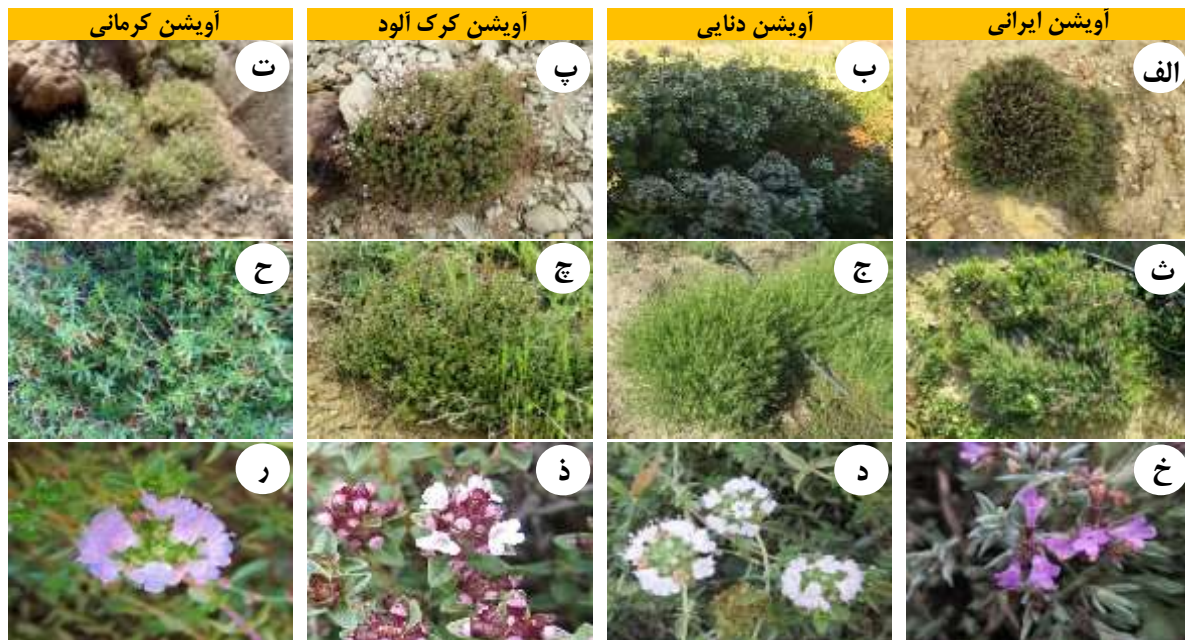 آویشن ایرانی
آویشن دنایی
آویشن کرک آلود
آویشن کرمانی
الف
ب
پ
ت
ث
ج
چ
ح
خ
د
ذ
ر